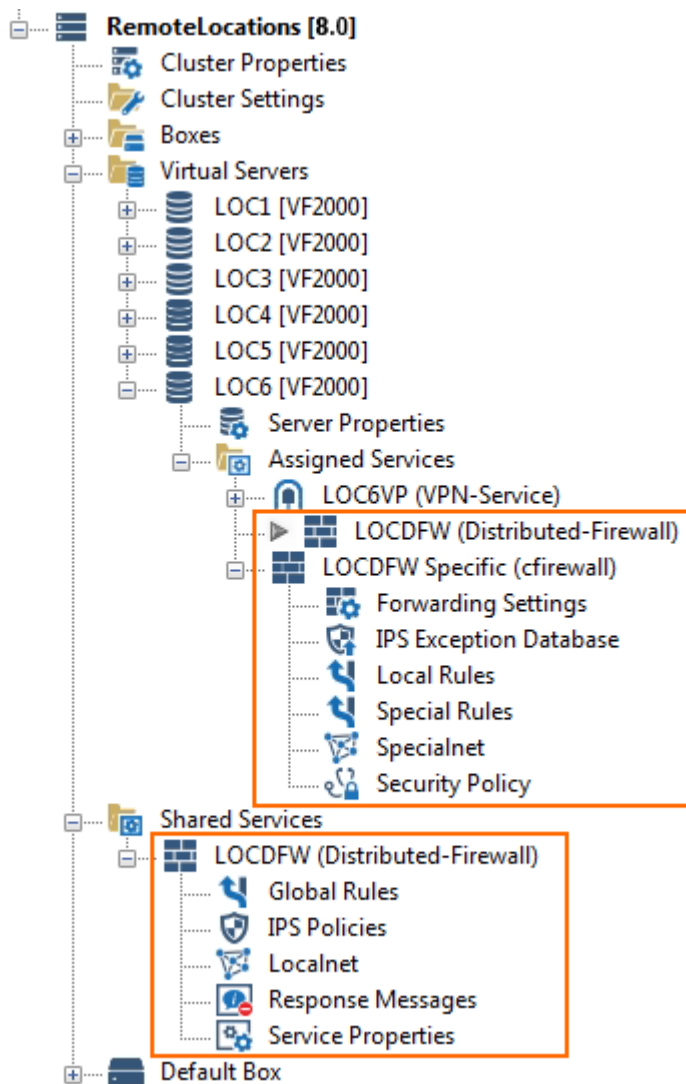 RemoteLocations [8.0]
Cluster Properties
Cluster Settings
Boxes
Virtual Servers
LOC1 [VF2000]
LOC2 [VF2000]
LOC3 [VF2000]
LOC4 [VF2000]
LOC5 [VF2000]
LOC6 [VF2000]
Server Properties
Assigned Services
LOC6VP (VPN-Service)
LOCDFW (Distributed-Firewall)
LOCDFW Specific (cfirewall)
Forwarding Settings
IPS Exception Database
Local Rules
Special Rules
Specialnet
Security Policy
Shared Services
LOCDFW (Distributed-Firewall)
Global Rules
IPS Policies
Localnet
Response Messages
Service Properties
Default Box